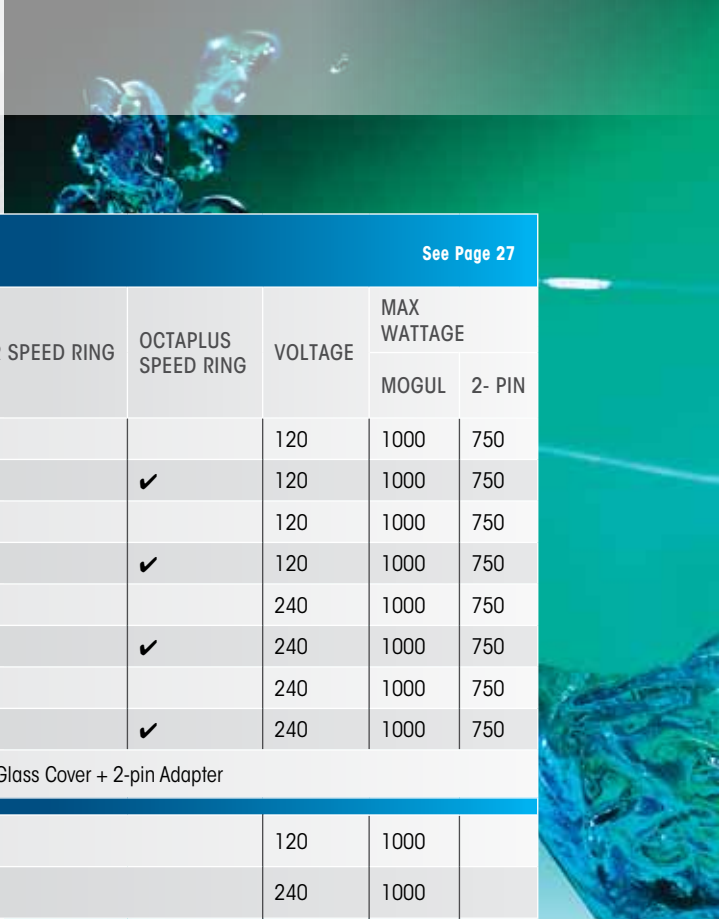 See Page 27
SPEED RING
OCTAPLUS
SPEED RING
VOLTAGE
MAX
WATTAGE
MOGUL 2- PIN
120 1000 750
✔ 120 1000 750
120 1000 750
✔ 120 1000 750
240 1000 750
✔ 240 1000 750
240 1000 750
✔ 240 1000 750
Glass Cover + 2-pin Adapter
120 1000
240 1000